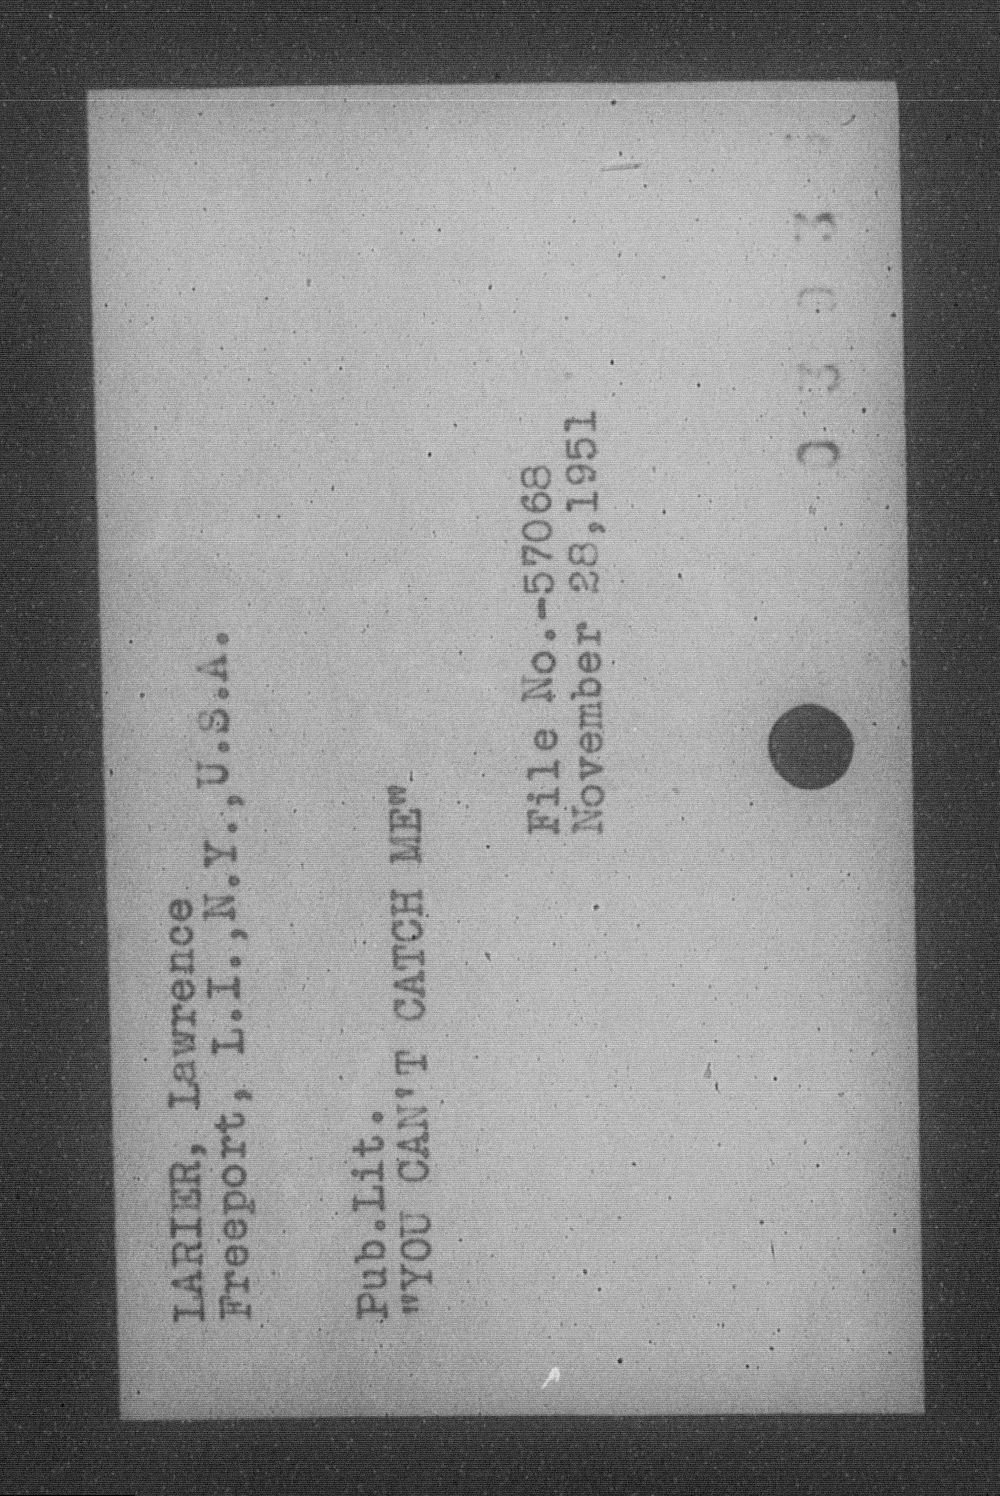 LARIER, Lawrence
Freeport, L.I.,N.Y.,U.S.A.
Pub.Lit.
"YOU CAN'T CATCH ME"
File No.-57068
November 28,1951